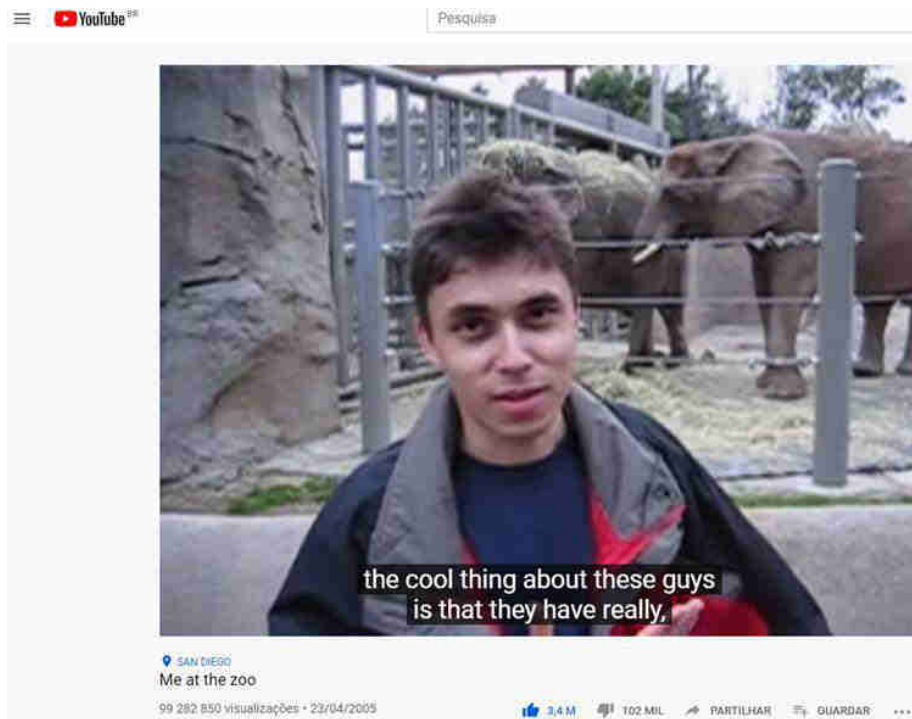 YouTube BR
Pesquisa
the cool thing about these guys
is that they have really,
SAN DIEGO
Me at the zoo
99 282 850 visualizações • 23/04/2005
3,4 M
102 MIL
PARTILHAR
GUARDAR